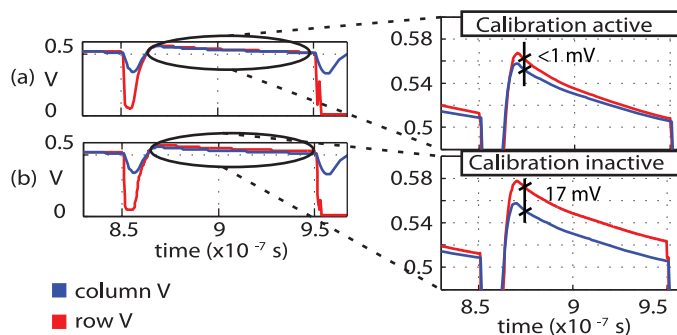 Calibration active
0.5
(a)
V
0
0.58
<1 mV
0.54
0.5
Calibration inactive
0.5
(b)
V
0
0.58
17 mV
0.54
0.5
8.5 9 9.5
time (x10 -7 s)
8.5 9 9.5
time (x10 -7 s)
column V
row V